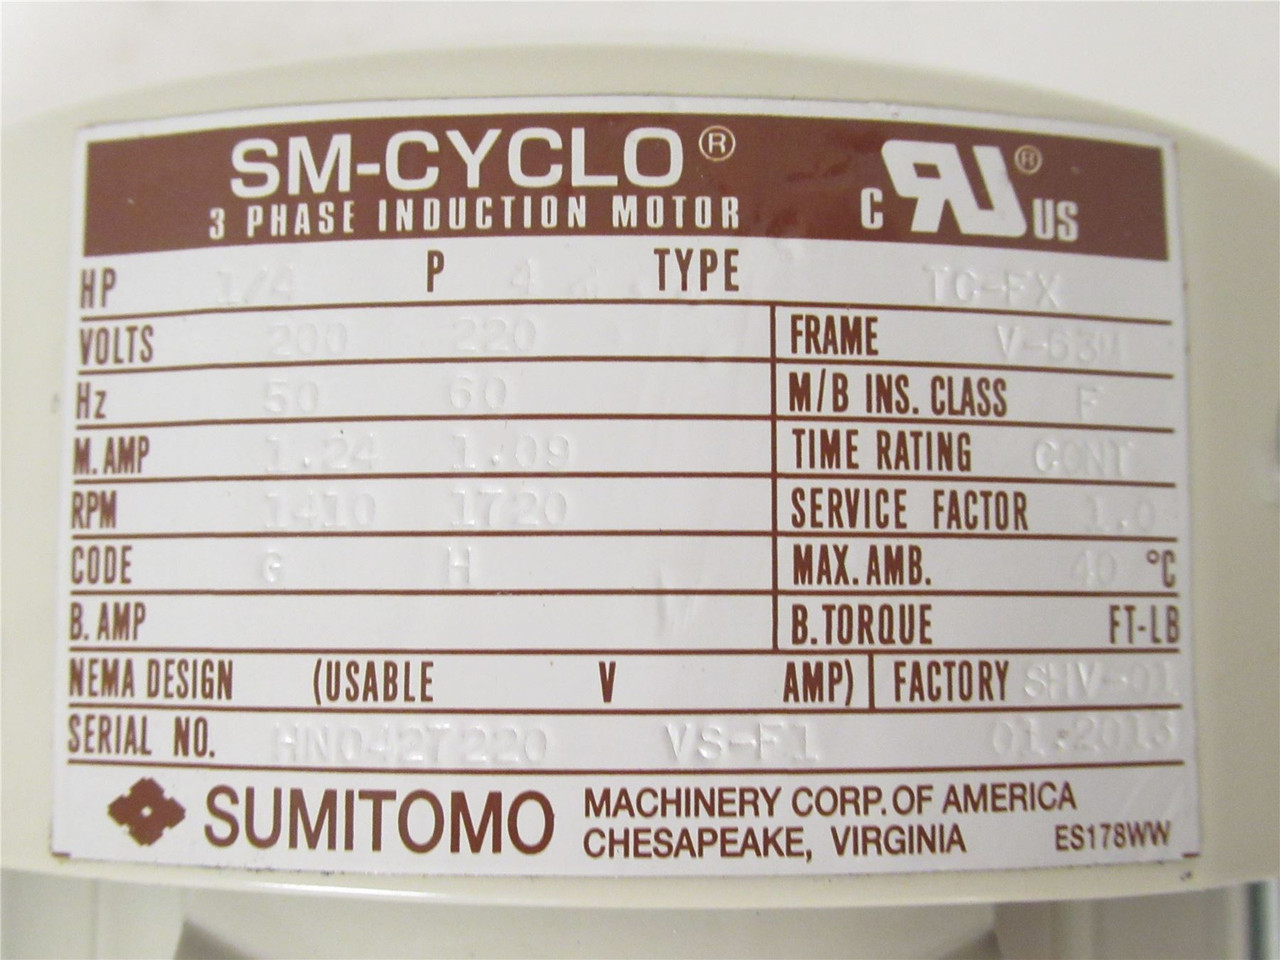 SM-CYCLO®
3 PHASE INDUCTION MOTOR
C RU® US
HP 1/4 P 4 TYPE TC-FX
VOLTS 200 220 FRAME V-63M
Hz 50 60 M/B INS. CLASS F
M. AMP 1.24 1.09 TIME RATING CONT
RPM 1410 1720 SERVICE FACTOR 1.0
CODE G H MAX. AMB. 40 °C
B. AMP B. TORQUE FT-LB
NEMA DESIGN (USABLE V AMP) FACTORY SHV-01
SERIAL NO. HN0427220 VS-F1 01.2013
SUMITOMO MACHINERY CORP. OF AMERICA
CHESAPEAKE, VIRGINIA ES178WW